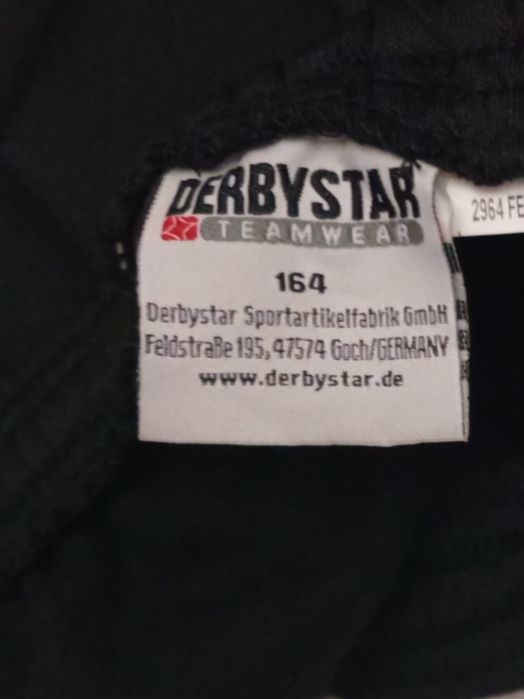 DERBYSTAR
TEAMWEAR
164
Derbystar Sportartikelfabrik GmbH
Feldstraße 195, 47574 Goch/GERMANY
www.derbystar.de
2964 FE